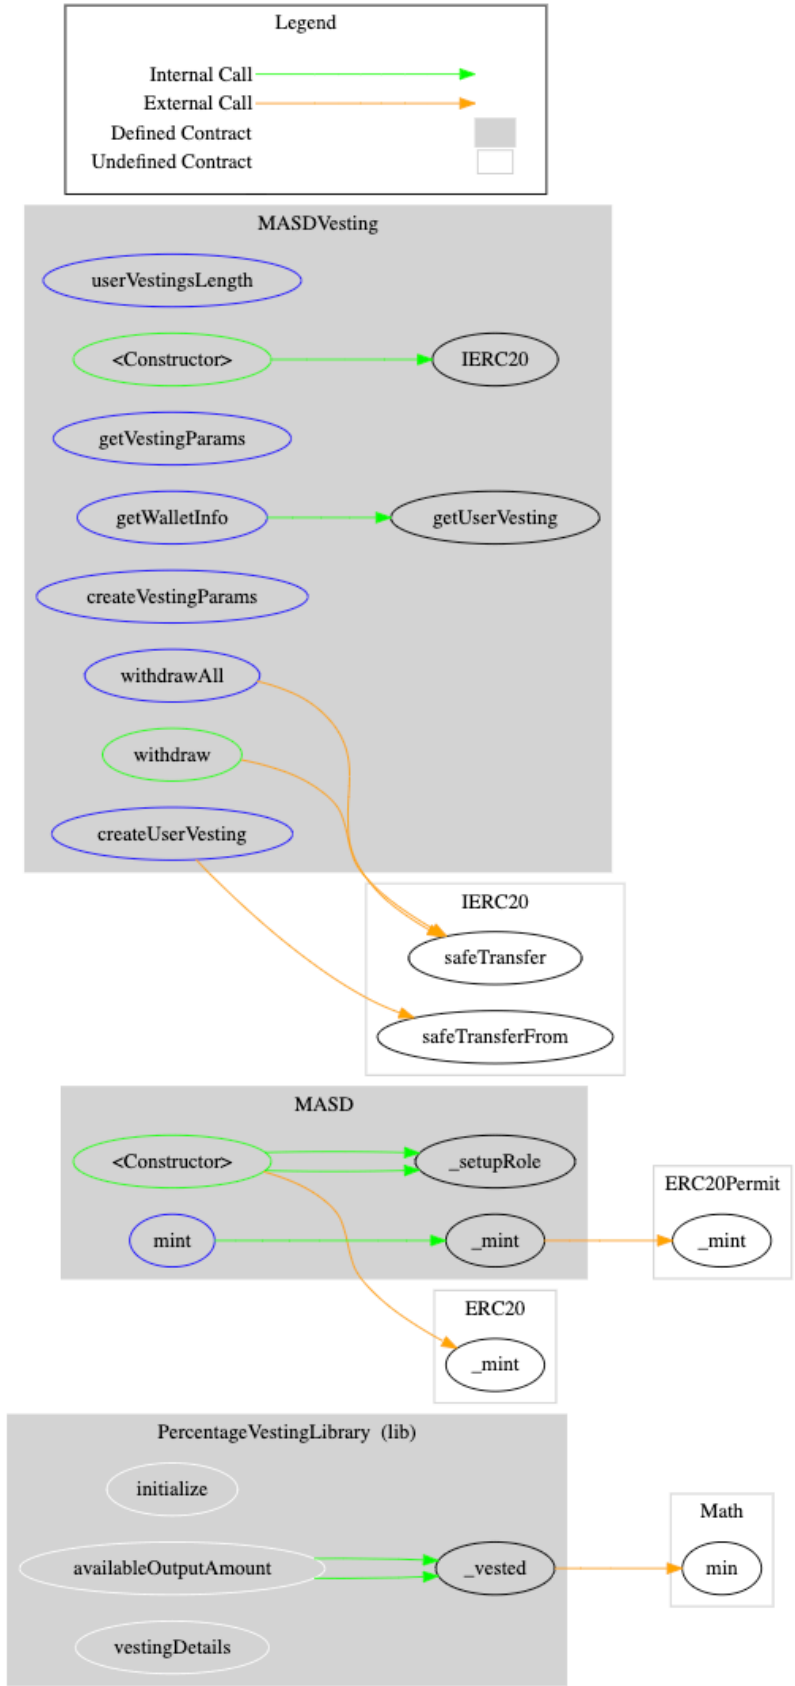 Legend
Internal Call
External Call
Defined Contract
Undefined Contract
MASDVesting
userVestingsLength
<Constructor>
IERC20
getVestingParams
getWalletInfo
getUserVesting
createVestingParams
withdrawAll
withdraw
createUserVesting
IERC20
safeTransfer
safeTransferFrom
MASD
<Constructor>
_setupRole
ERC20Permit
mint
_mint
_mint
ERC20
_mint
PercentageVestingLibrary (lib)
initialize
Math
availableOutputAmount
_vested
min
vestingDetails